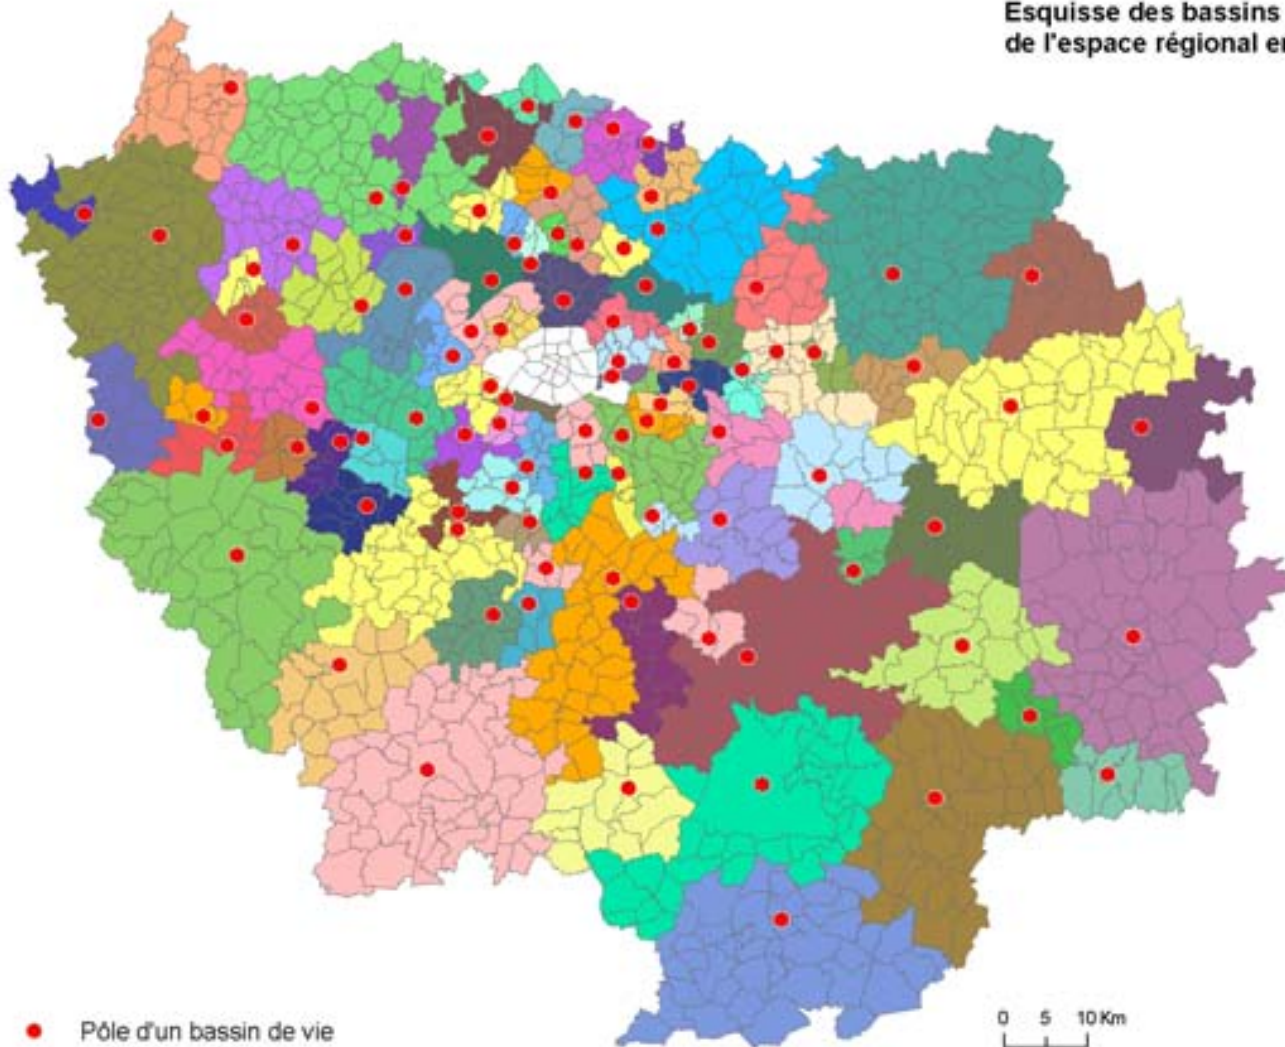 Esquisse des bassins
de l'espace régional
Pôle d'un bassin de vie
0 5 10 Km